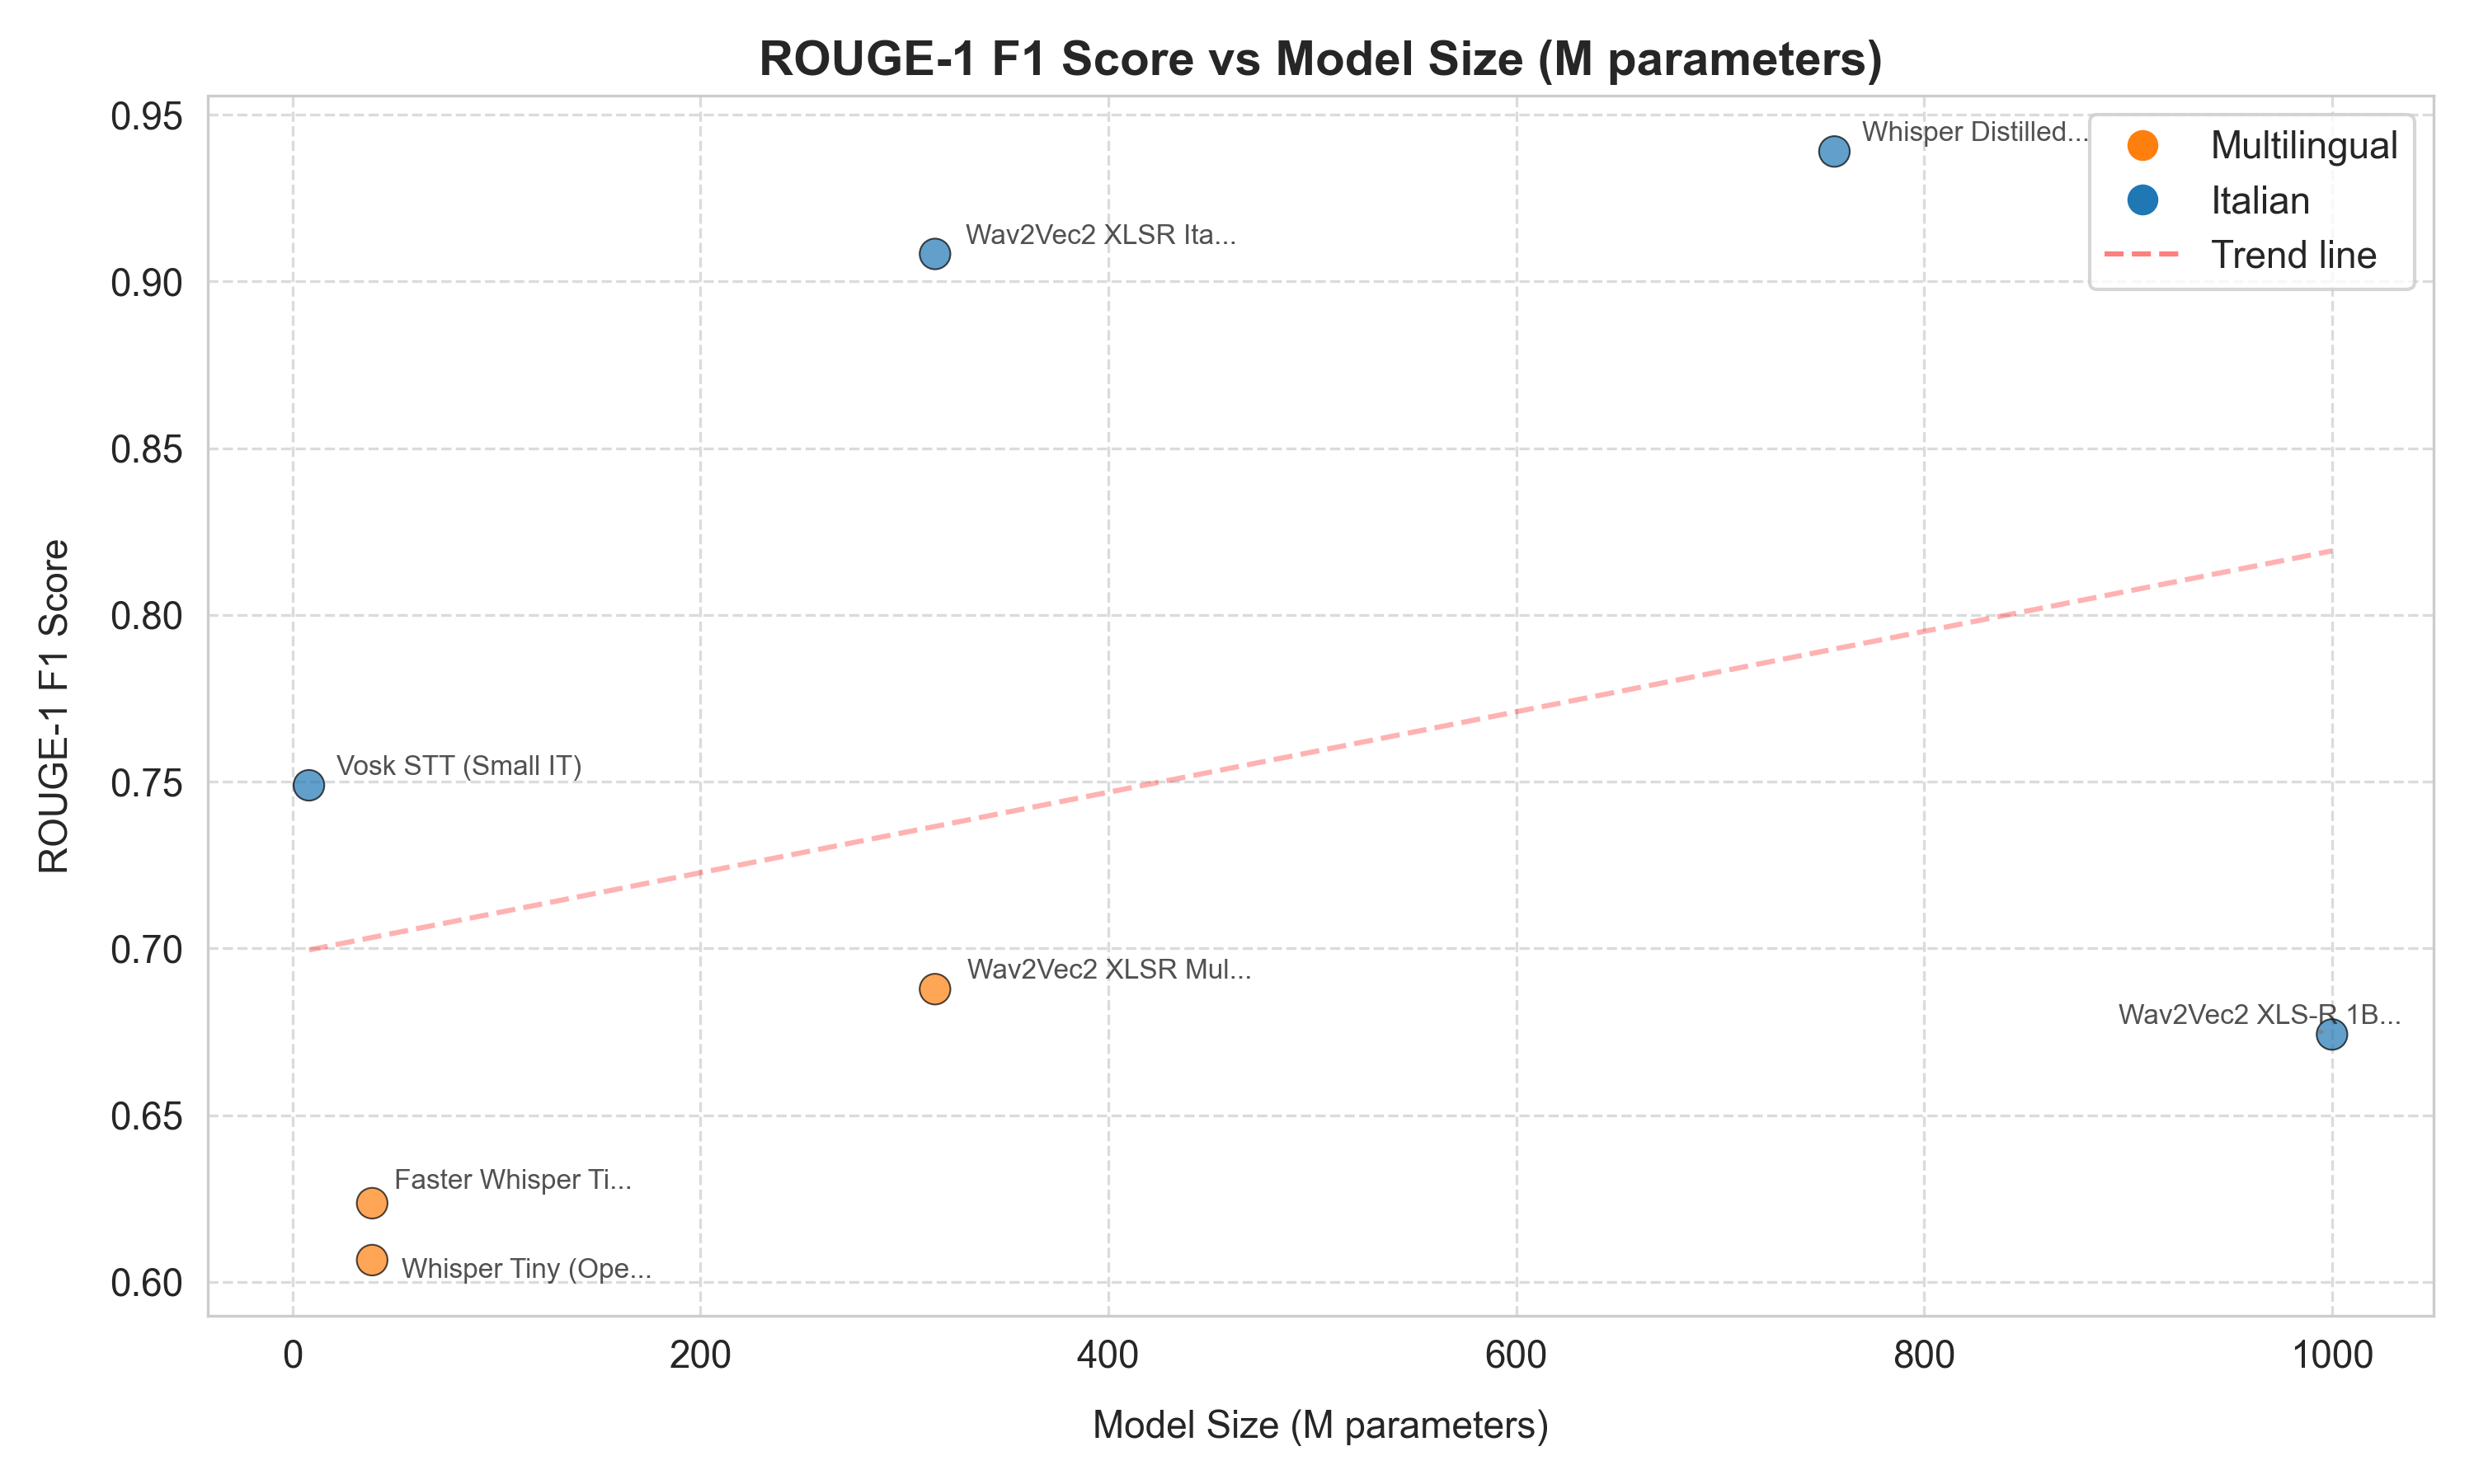 ROUGE-1 F1 Score vs Model Size (M parameters)
0.95
0.90
0.85
0.80
0.75
0.70
0.65
0.60
ROUGE-1 F1 Score
Whisper Distilled...
Multilingual
Italian
Trend line
Wav2Vec2 XLSR Ita...
Vosk STT (Small IT)
Wav2Vec2 XLSR Mul...
Wav2Vec2 XLS-R 1B...
Faster Whisper Ti...
Whisper Tiny (Ope...
0
200
400
600
800
1000
Model Size (M parameters)